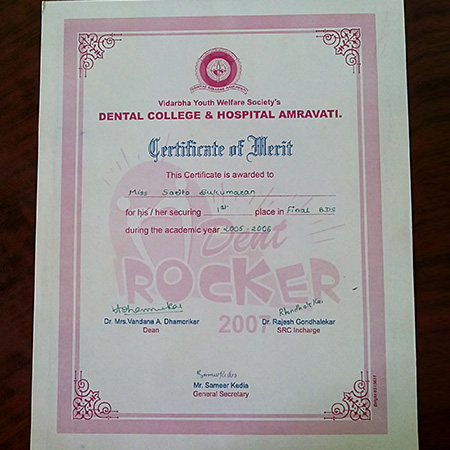 Vidarbha Youth Welfare Society's
DENTAL COLLEGE & HOSPITAL AMRAVATI.
Certificate of Merit
This Certificate is awarded to
Miss Sarita Sukumaran
for his / her securing 1st place in Final BDS
during the academic year 2005-2006
Dent
ROCKER
2007
Dr. Mrs. Vandana A. Dhamorikar
Dean
Dr. Rajesh Gondhalekar
SRC Incharge
Mr. Sameer Kedia
General Secretary